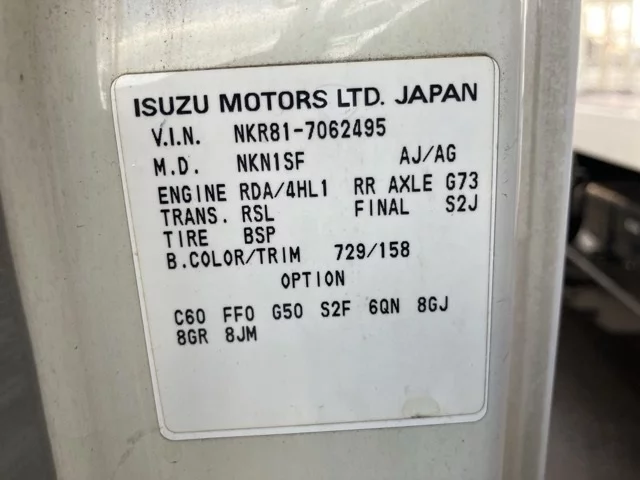 ISUZU MOTORS LTD. JAPAN
V.I.N. NKR81-7062495
M.D. NKN1SF AJ/AG
ENGINE RDA/4HL1 RR AXLE G73
TRANS. RSL FINAL S2J
TIRE BSP
B.COLOR/TRIM 729/158
OPTION
C60 FF0 G50 S2F 6QN 8GJ
8GR 8JM